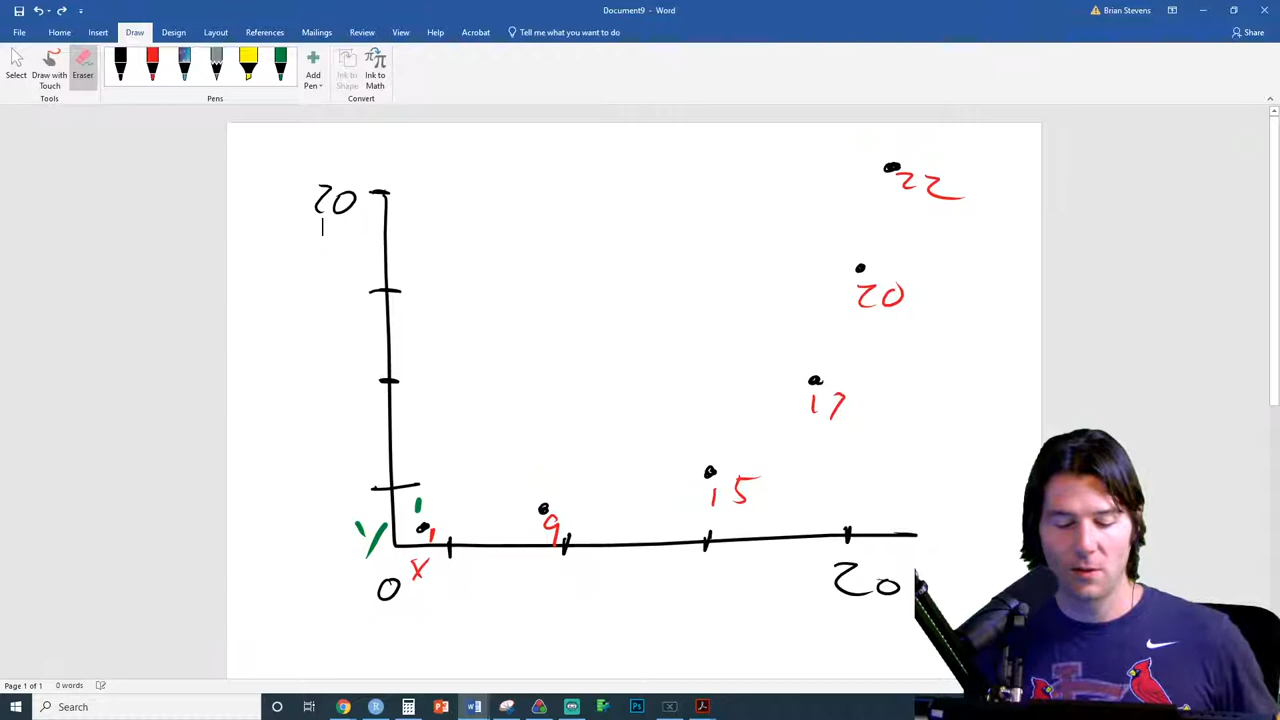 Document9 - Word
Brian Stevens
File Home Insert Draw Design Layout References Mailings Review View Help Acrobat Tell me what you want to do Share
Select
Draw with Touch
Eraser
Add Pen
Ink to Shape
Ink to Math
Tools Pens Convert
22
20
20
17
15
1
9
Y
1
X
0
20
Page 1 of 1 0 words
Search